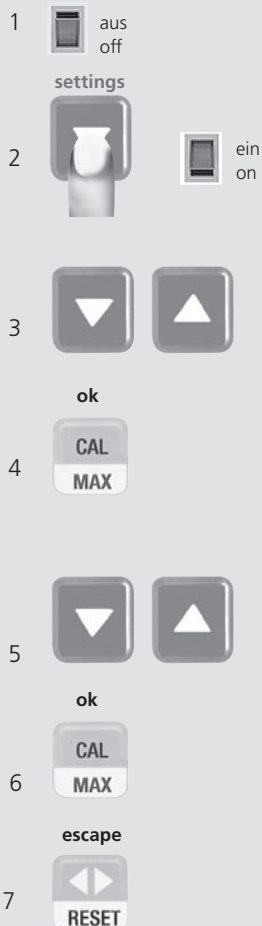 1
aus
off
settings
2
ein
on
3
ok
4
CAL
MAX
5
ok
6
CAL
MAX
escape
7
RESET